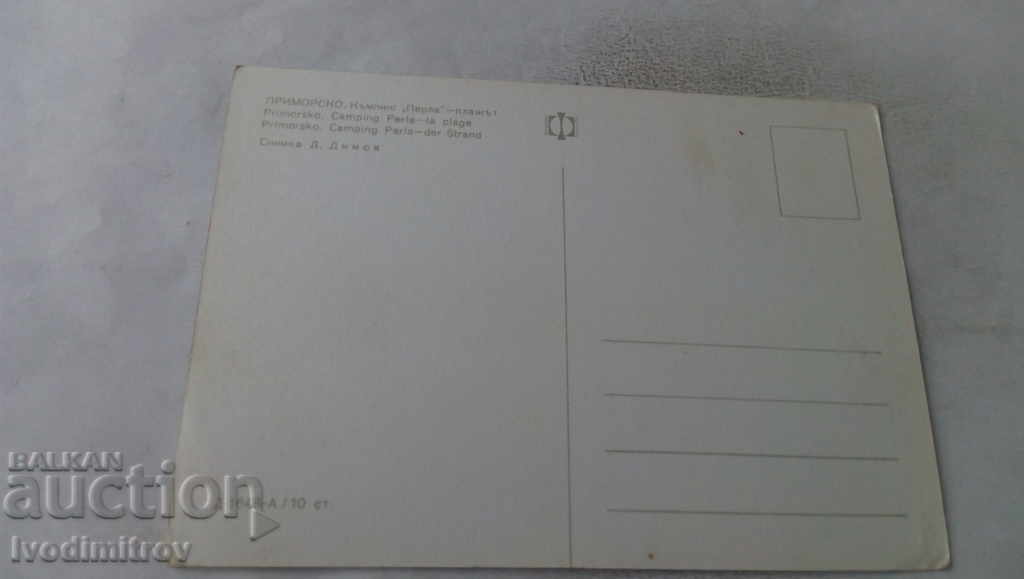 ПРИМОРСКО. Къмпинг „Перла"—плажът
Primorsko. Camping Perla—la plage
Primorsko. Camping Perla—der Strand
Снимка Д. Димов
-А / 10 ст.
BALKAN
auction
Ivodimitrov